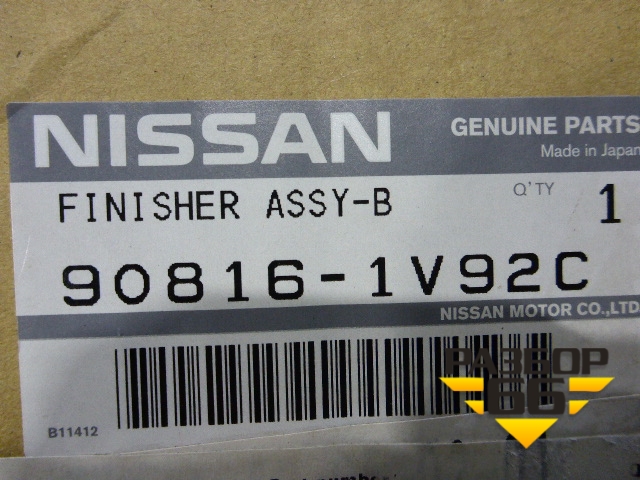 NISSAN
GENUINE PARTS
Made in Japan
FINISHER ASSY-B
Q'TY 1
90816-1V92C
NISSAN MOTOR CO.,LTD
B11412
РАЗБОР
66